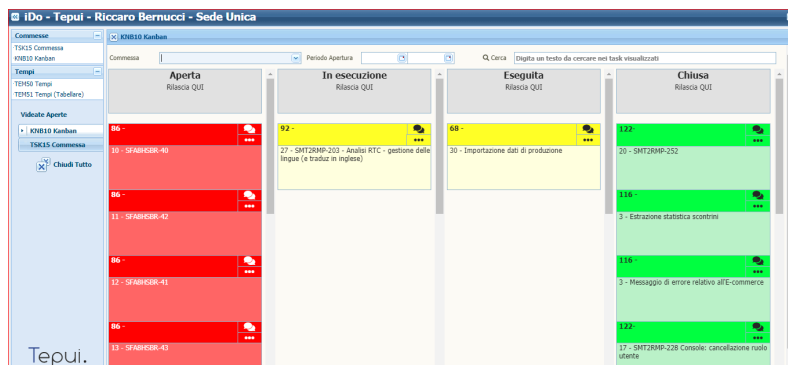 iDo - Tepui - Riccaro Bernucci - Sede Unica
Commesse
TSK15 Commessa
KNB10 Kanban
Tempi
TEM50 Tempi
TEM51 Tempi (Tabellare)
Videate Aperte
KNB10 Kanban
TSK15 Commessa
Chiudi Tutto
Tepui.
KNB10 Kanban
Commessa
Periodo Apertura
Cerca
Digita un testo da cercare nei task visualizzati
Aperta
Rilascia QUI
86 -
10 - SFABHSBR-40
86 -
11 - SFABHSBR-42
86 -
12 - SFABHSBR-41
86 -
13 - SFABHSBR-43
In esecuzione
Rilascia QUI
92 -
27 - SMT2RMP-203 - Analisi RTC - gestione delle
lingue (e traduz in inglese)
Eseguita
Rilascia QUI
68 -
30 - Importazione dati di produzione
Chiusa
Rilascia QUI
122-
20 - SMT2RMP-252
116 -
3 - Estrazione statistica scontrini
116 -
3 - Messaggio di errore relativo all'E-commerce
122-
17 - SMT2RMP-228 Console: cancellazione ruolo
utente